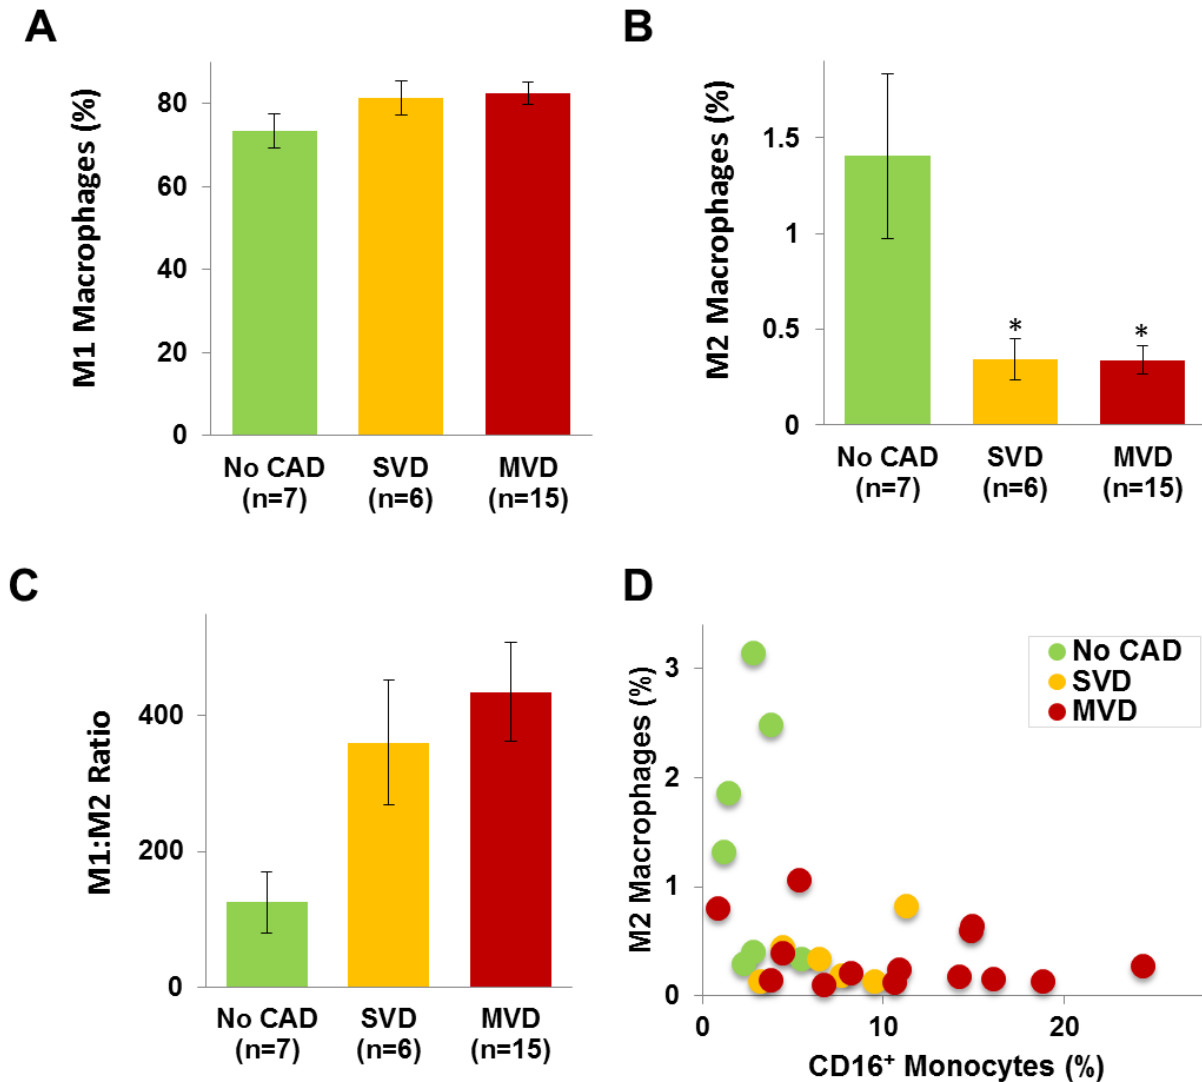 A
M1 Macrophages (%)
80
60
40
20
0
No CAD SVD MVD
(n=7) (n=6) (n=15)
B
M2 Macrophages (%)
1.5
1
0.5
0
* *
No CAD SVD MVD
(n=7) (n=6) (n=15)
C
M1:M2 Ratio
400
200
0
No CAD SVD MVD
(n=7) (n=6) (n=15)
D
M2 Macrophages (%)
3
2
1
0
No CAD
SVD
MVD
0 10 20
CD16⁺ Monocytes (%)